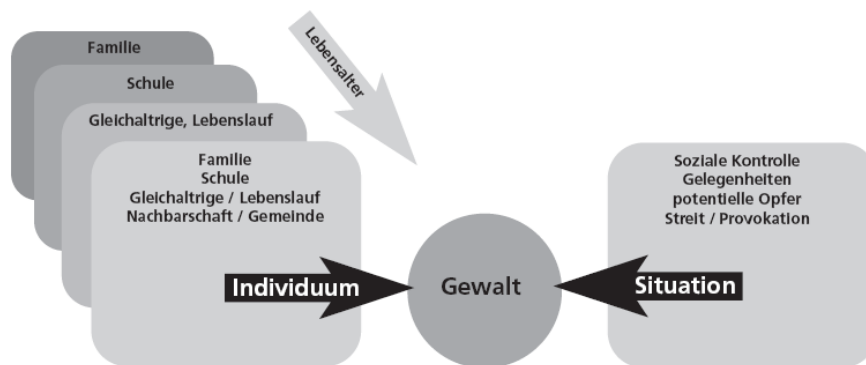 Familie
Schule
Gleichaltrige, Lebenslauf
Familie
Schule
Gleichaltrige / Lebenslauf
Nachbarschaft / Gemeinde
Individuum
Lebensalter
Gewalt
Soziale Kontrolle
Gelegenheiten
potentielle Opfer
Streit / Provokation
Situation